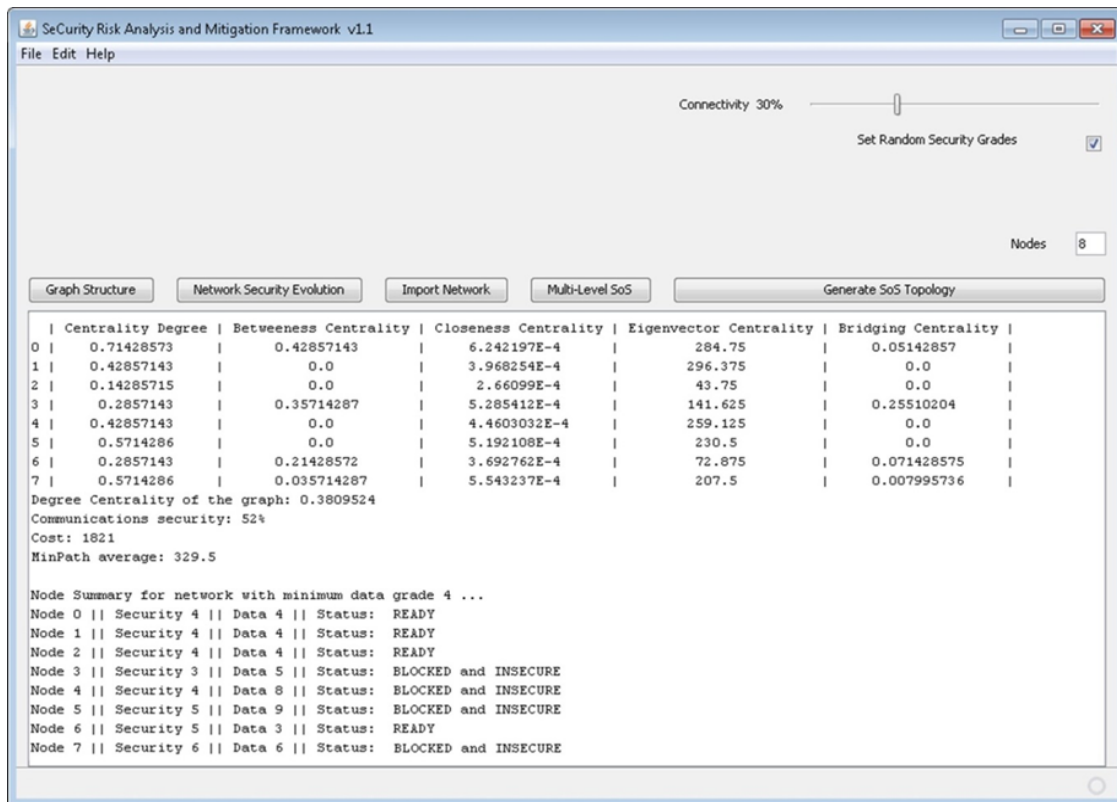 SeCurity Risk Analysis and Mitigation Framework v1.1
File Edit Help
Connectivity 30%
Set Random Security Grades
Nodes 8
Graph Structure Network Security Evolution Import Network Multi-Level SoS Generate SoS Topology
| Centrality Degree | Betweeness Centrality | Closeness Centrality | Eigenvector Centrality | Bridging Centrality |
0 | 0.71428573 | 0.42857143 | 6.242197E-4 | 284.75 | 0.05142857 |
1 | 0.42857143 | 0.0 | 3.968254E-4 | 296.375 | 0.0 |
2 | 0.14285715 | 0.0 | 2.66099E-4 | 43.75 | 0.0 |
3 | 0.2857143 | 0.35714287 | 5.285412E-4 | 141.625 | 0.25510204 |
4 | 0.42857143 | 0.0 | 4.4603032E-4 | 259.125 | 0.0 |
5 | 0.5714286 | 0.0 | 5.192108E-4 | 230.5 | 0.0 |
6 | 0.2857143 | 0.21428572 | 3.692762E-4 | 72.875 | 0.071428575 |
7 | 0.5714286 | 0.035714287 | 5.543237E-4 | 207.5 | 0.007995736 |
Degree Centrality of the graph: 0.3809524
Communications security: 52%
Cost: 1821
MinPath average: 329.5
Node Summary for network with minimum data grade 4 ...
Node 0 || Security 4 || Data 4 || Status: READY
Node 1 || Security 4 || Data 4 || Status: READY
Node 2 || Security 4 || Data 4 || Status: READY
Node 3 || Security 3 || Data 5 || Status: BLOCKED and INSECURE
Node 4 || Security 4 || Data 8 || Status: BLOCKED and INSECURE
Node 5 || Security 5 || Data 9 || Status: BLOCKED and INSECURE
Node 6 || Security 5 || Data 3 || Status: READY
Node 7 || Security 6 || Data 6 || Status: BLOCKED and INSECURE